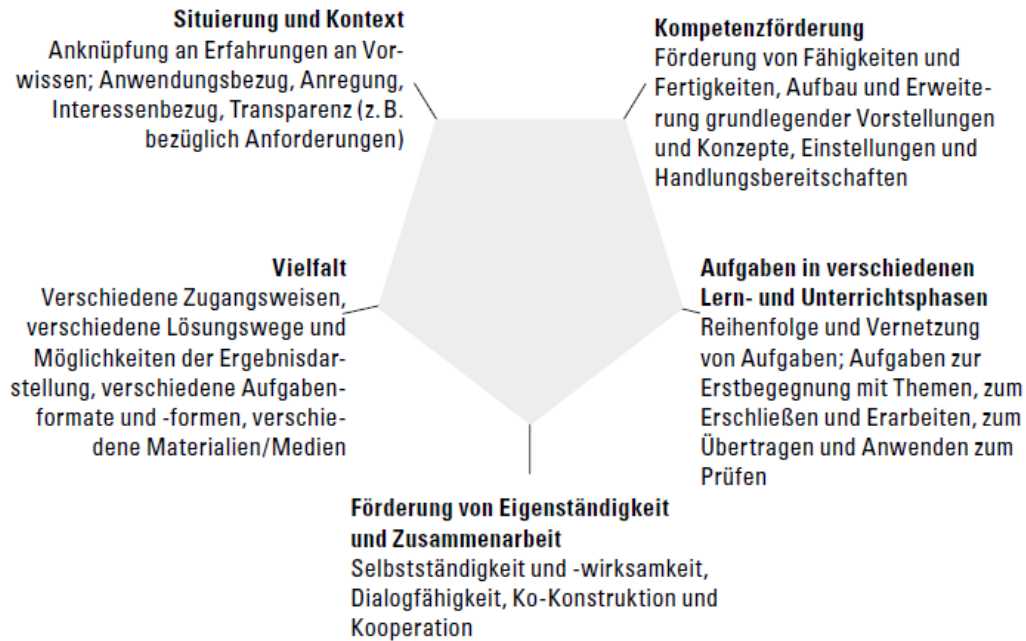 Situierung und Kontext
Anknüpfung an Erfahrungen an Vor-
wissen; Anwendungsbezug, Anregung,
Interessenbezug, Transparenz (z. B.
bezüglich Anforderungen)
Kompetenzförderung
Förderung von Fähigkeiten und
Fertigkeiten, Aufbau und Erweite-
rung grundlegender Vorstellungen
und Konzepte, Einstellungen und
Handlungsbereitschaften
Vielfalt
Verschiedene Zugangsweisen,
verschiedene Lösungswege und
Möglichkeiten der Ergebnisdar-
stellung, verschiedene Aufgaben-
formate und -formen, verschie-
dene Materialien/Medien
Aufgaben in verschiedenen
Lern- und Unterrichtsphasen
Reihenfolge und Vernetzung
von Aufgaben; Aufgaben zur
Erstbegegnung mit Themen, zum
Erschließen und Erarbeiten, zum
Übertragen und Anwenden zum
Prüfen
Förderung von Eigenständigkeit
und Zusammenarbeit
Selbstständigkeit und -wirksamkeit,
Dialogfähigkeit, Ko-Konstruktion und
Kooperation